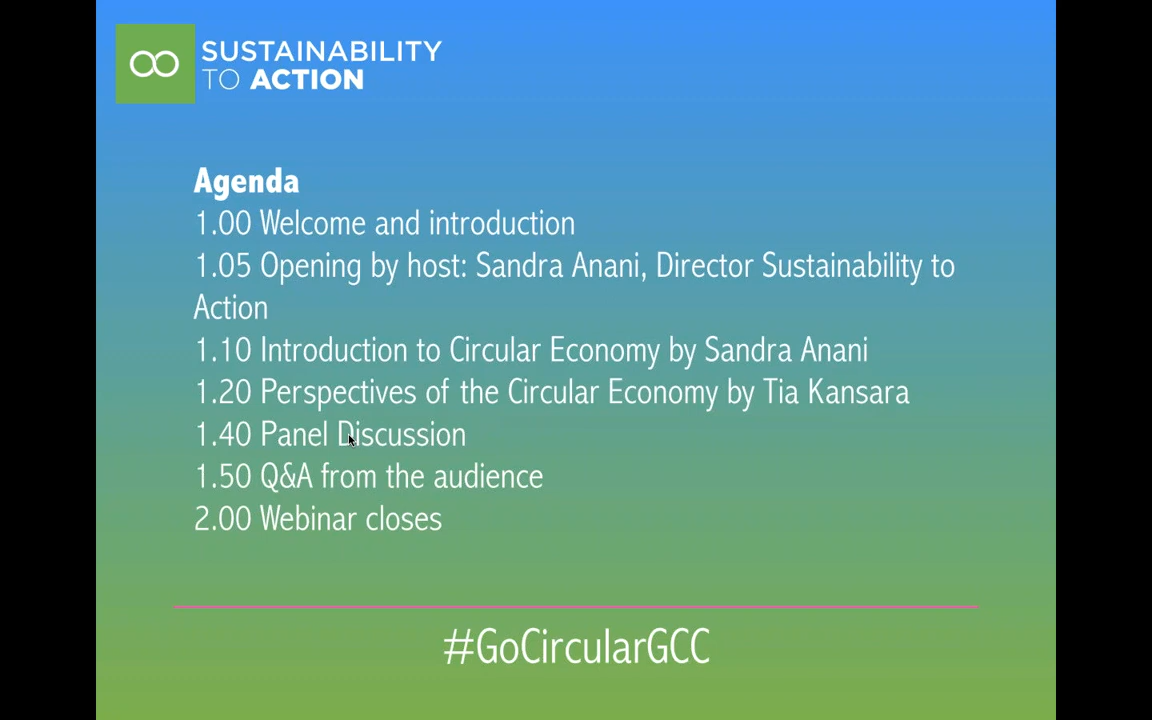 SUSTAINABILITY
TO ACTION
Agenda
1.00 Welcome and introduction
1.05 Opening by host: Sandra Anani, Director Sustainability to
Action
1.10 Introduction to Circular Economy by Sandra Anani
1.20 Perspectives of the Circular Economy by Tia Kansara
1.40 Panel Discussion
1.50 Q&A from the audience
2.00 Webinar closes
#GoCircularGCC